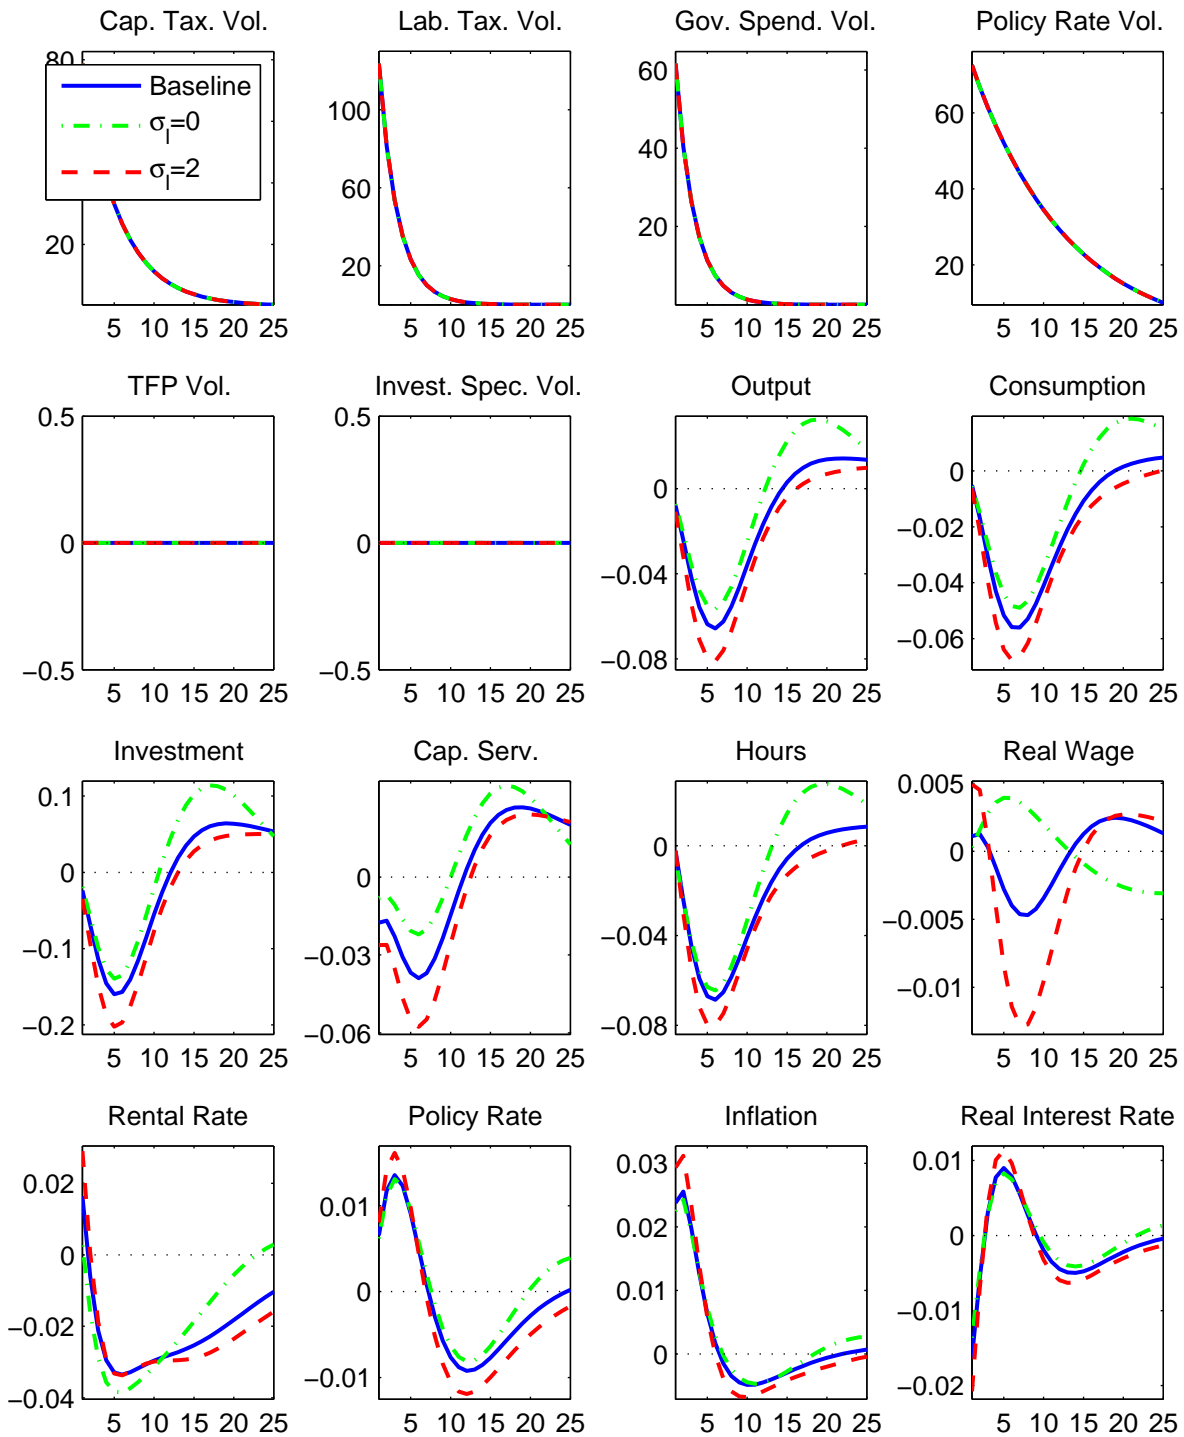 Cap. Tax. Vol. Lab. Tax. Vol. Gov. Spend. Vol. Policy Rate Vol.
80
20
5 10 15 20 25
Baseline
σl=0
σl=2
100
60
20
5 10 15 20 25
60
40
20
5 10 15 20 25
60
40
20
5 10 15 20 25
TFP Vol. Invest. Spec. Vol. Output Consumption
0.5
0
−0.5
5 10 15 20 25
0.5
0
−0.5
5 10 15 20 25
0
−0.04
−0.08
5 10 15 20 25
0
−0.02
−0.04
−0.06
5 10 15 20 25
Investment Cap. Serv. Hours Real Wage
0.1
0
−0.1
−0.2
5 10 15 20 25
0
−0.03
−0.06
5 10 15 20 25
0
−0.04
−0.08
5 10 15 20 25
0.005
0
−0.005
−0.01
5 10 15 20 25
Rental Rate Policy Rate Inflation Real Interest Rate
0.02
0
−0.02
−0.04
5 10 15 20 25
0.01
0
−0.01
5 10 15 20 25
0.03
0.02
0.01
0
5 10 15 20 25
0.01
0
−0.01
−0.02
5 10 15 20 25